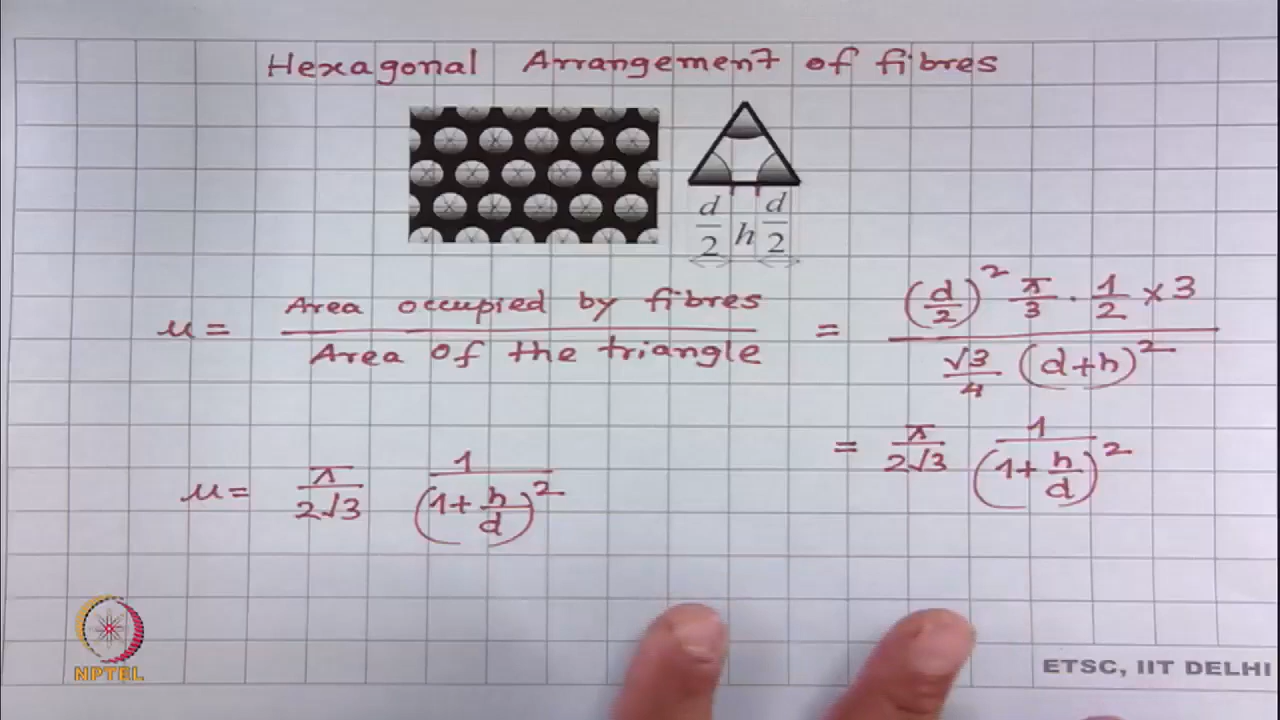 Hexagonal Arrangement of fibres
d/2 h d/2
μ = Area occupied by fibres / Area of the triangle = (d/2)² π/3 · 1/2 × 3 / √3/4 (d+h)²
= π/2√3 1/(1+h/d)²
μ = π/2√3 1/(1+h/d)²
NPTEL
ETSC, IIT DELHI